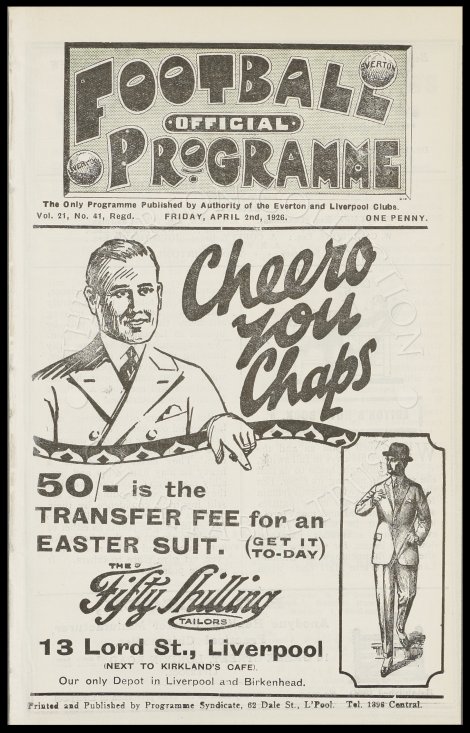 FOOTBALL
EVERTON
OFFICIAL
EVERTON
PROGRAMME
The Only Programme Published by Authority of the Everton and Liverpool Clubs.
Vol. 21, No. 41, Regd. FRIDAY, APRIL 2nd, 1926. ONE PENNY.
Cheero
you
Chaps
50/- is the
TRANSFER FEE for an
EASTER SUIT. (GET IT TO-DAY)
THE
Fifty Shilling
TAILORS
13 Lord St., Liverpool
(NEXT TO KIRKLAND'S CAFE).
Our only Depot in Liverpool and Birkenhead.
Printed and Published by Programme Syndicate, 62 Dale St., L'Pool. Tel. 1896 Central.